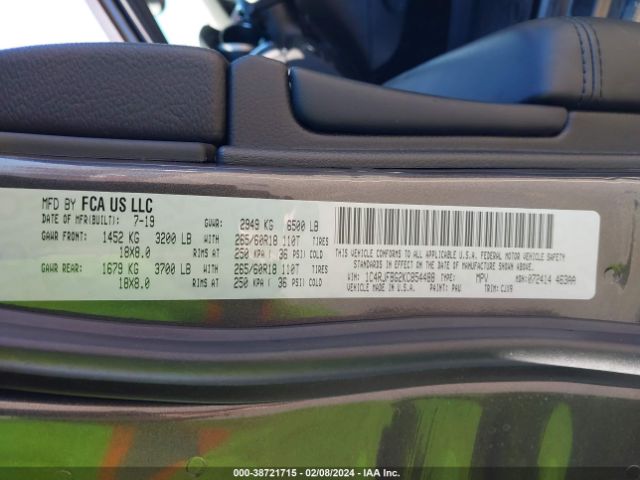 MFD BY FCA US LLC
DATE OF MFR(BUILT): 7-19 GVWR: 2949 KG 6500 LB
GAWR FRONT: 1452 KG 3200 LB WITH 265/60R18 110T TIRES
18X8.0 RIMS AT 250 KPA ( 36 PSI) COLD
GAWR REAR: 1679 KG 3700 LB WITH 265/60R18 110T TIRES
18X8.0 RIMS AT 250 KPA ( 36 PSI) COLD
THIS VEHICLE CONFORMS TO ALL APPLICABLE U.S.A. FEDERAL MOTOR VEHICLE SAFETY
STANDARDS IN EFFECT ON THE DATE OF MANUFACTURE SHOWN ABOVE.
VIN: 1C4RJFBG2KC854488 MPV MDH: 072414 463AA
VEHICLE MADE IN U.S.A. PAINT: PAU TRIM: CJX9
000-38721715 - 02/08/2024 - IAA Inc.